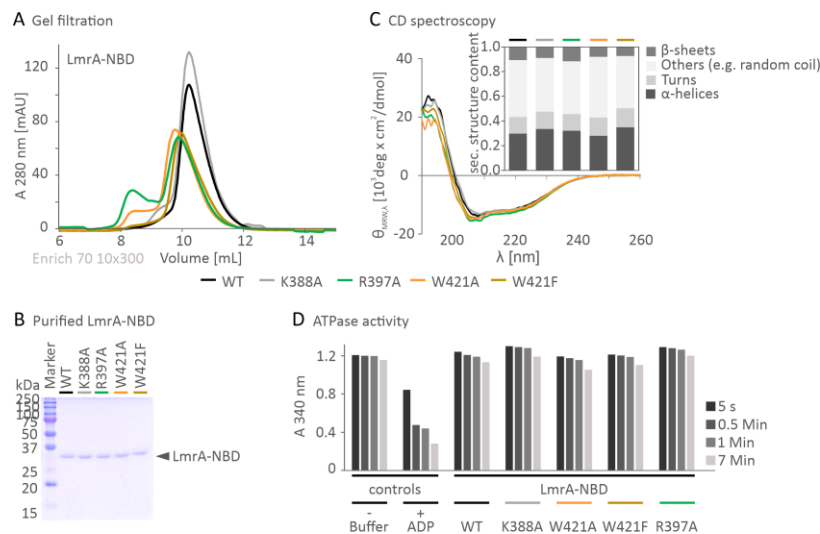 A Gel filtration
LmrA-NBD
A 280 nm [mAU]
120
80
40
0
6 8 10 12 14
Volume [mL]
Enrich 70 10x300
C CD spectroscopy
θMRW,λ [10³deg x cm²/dmol]
40
20
0
-20
200 220 240 260
λ [nm]
sec. structure content
1.0
0.8
0.6
0.4
0.2
0.0
β-sheets
Others (e.g. random coil)
Turns
α-helices
WT K388A R397A W421A W421F
B Purified LmrA-NBD
Marker
WT
K388A
R397A
W421A
W421F
kDa
250
150
100
75
50
37
25
20
15
LmrA-NBD
D ATPase activity
A 340 nm
1.2
0.8
0.4
0
5 s
0.5 Min
1 Min
7 Min
controls LmrA-NBD
- +
Buffer ADP WT K388A W421A W421F R397A